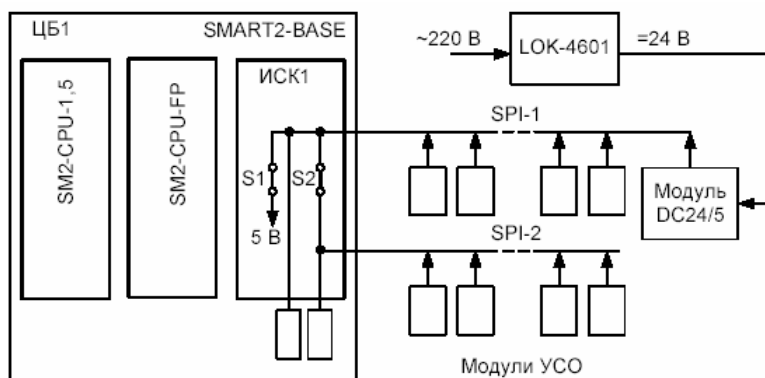 ЦБ1
SMART2-BASE
~220 В
LOK-4601
=24 В
ИСК1
SM2-CPU-1,5
SM2-CPU-FP
SPI-1
S1
S2
Модуль
DC24/5
5 В
SPI-2
Модули УСО